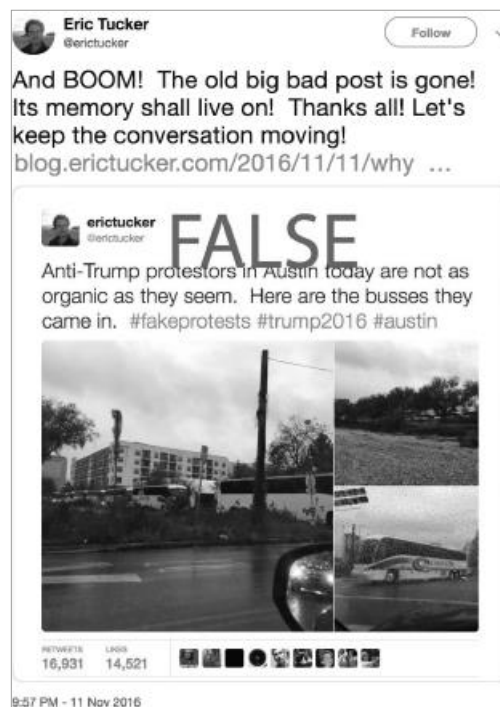 Eric Tucker
@erictucker
Follow
And BOOM! The old big bad post is gone!
Its memory shall live on! Thanks all! Let's
keep the conversation moving!
blog.erictucker.com/2016/11/11/why ...
erictucker
@erictucker
FALSE
Anti-Trump protestors in Austin today are not as
organic as they seem. Here are the busses they
came in. #fakeprotests #trump2016 #austin
RETWEETS LIKES
16,931 14,521
9:57 PM - 11 Nov 2016